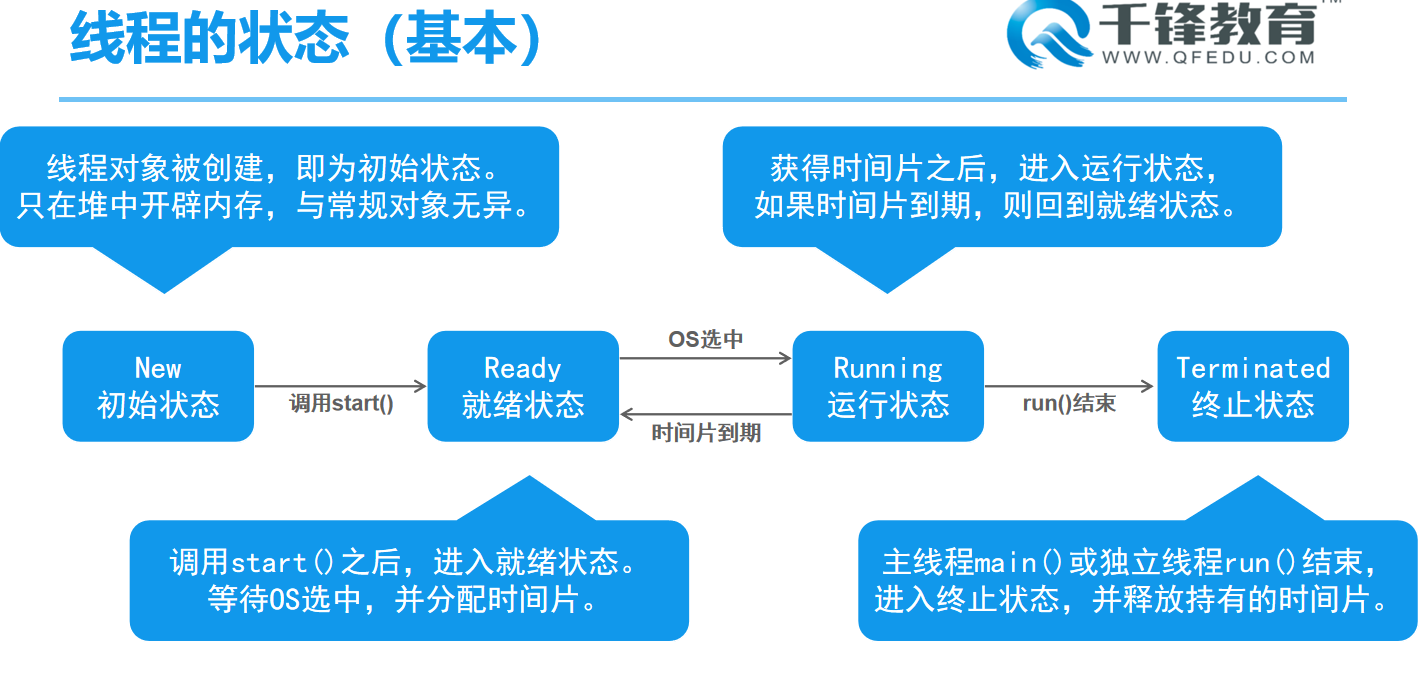 线程的状态（基本）
千锋教育
WWW.QFEDU.COM
线程对象被创建，即为初始状态。
只在堆中开辟内存，与常规对象无异。
获得时间片之后，进入运行状态，
如果时间片到期，则回到就绪状态。
New
初始状态
调用start()
Ready
就绪状态
OS选中
时间片到期
Running
运行状态
run()结束
Terminated
终止状态
调用start()之后，进入就绪状态。
等待OS选中，并分配时间片。
主线程main()或独立线程run()结束，
进入终止状态，并释放持有的时间片。